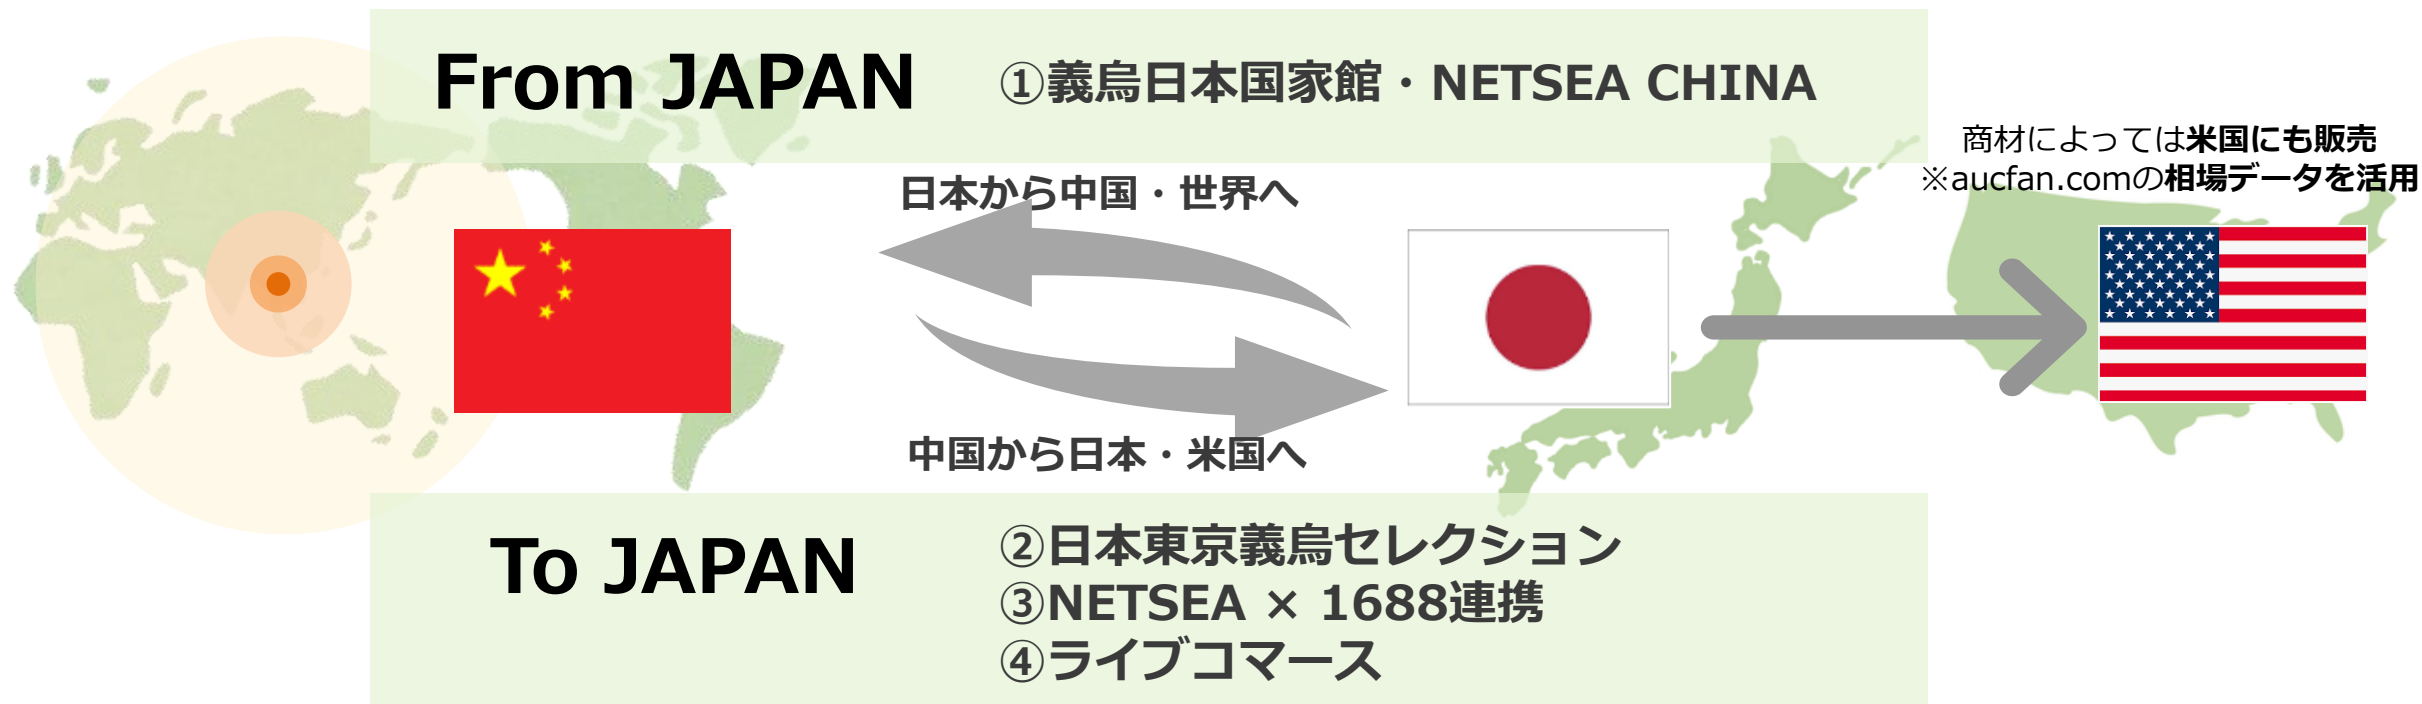 From JAPAN
①義烏日本国家館・NETSEA CHINA
商材によっては米国にも販売
※aucfan.comの相場データを活用
日本から中国・世界へ
中国から日本・米国へ
To JAPAN
②日本東京義烏セレクション
③NETSEA × 1688連携
④ライブコマース